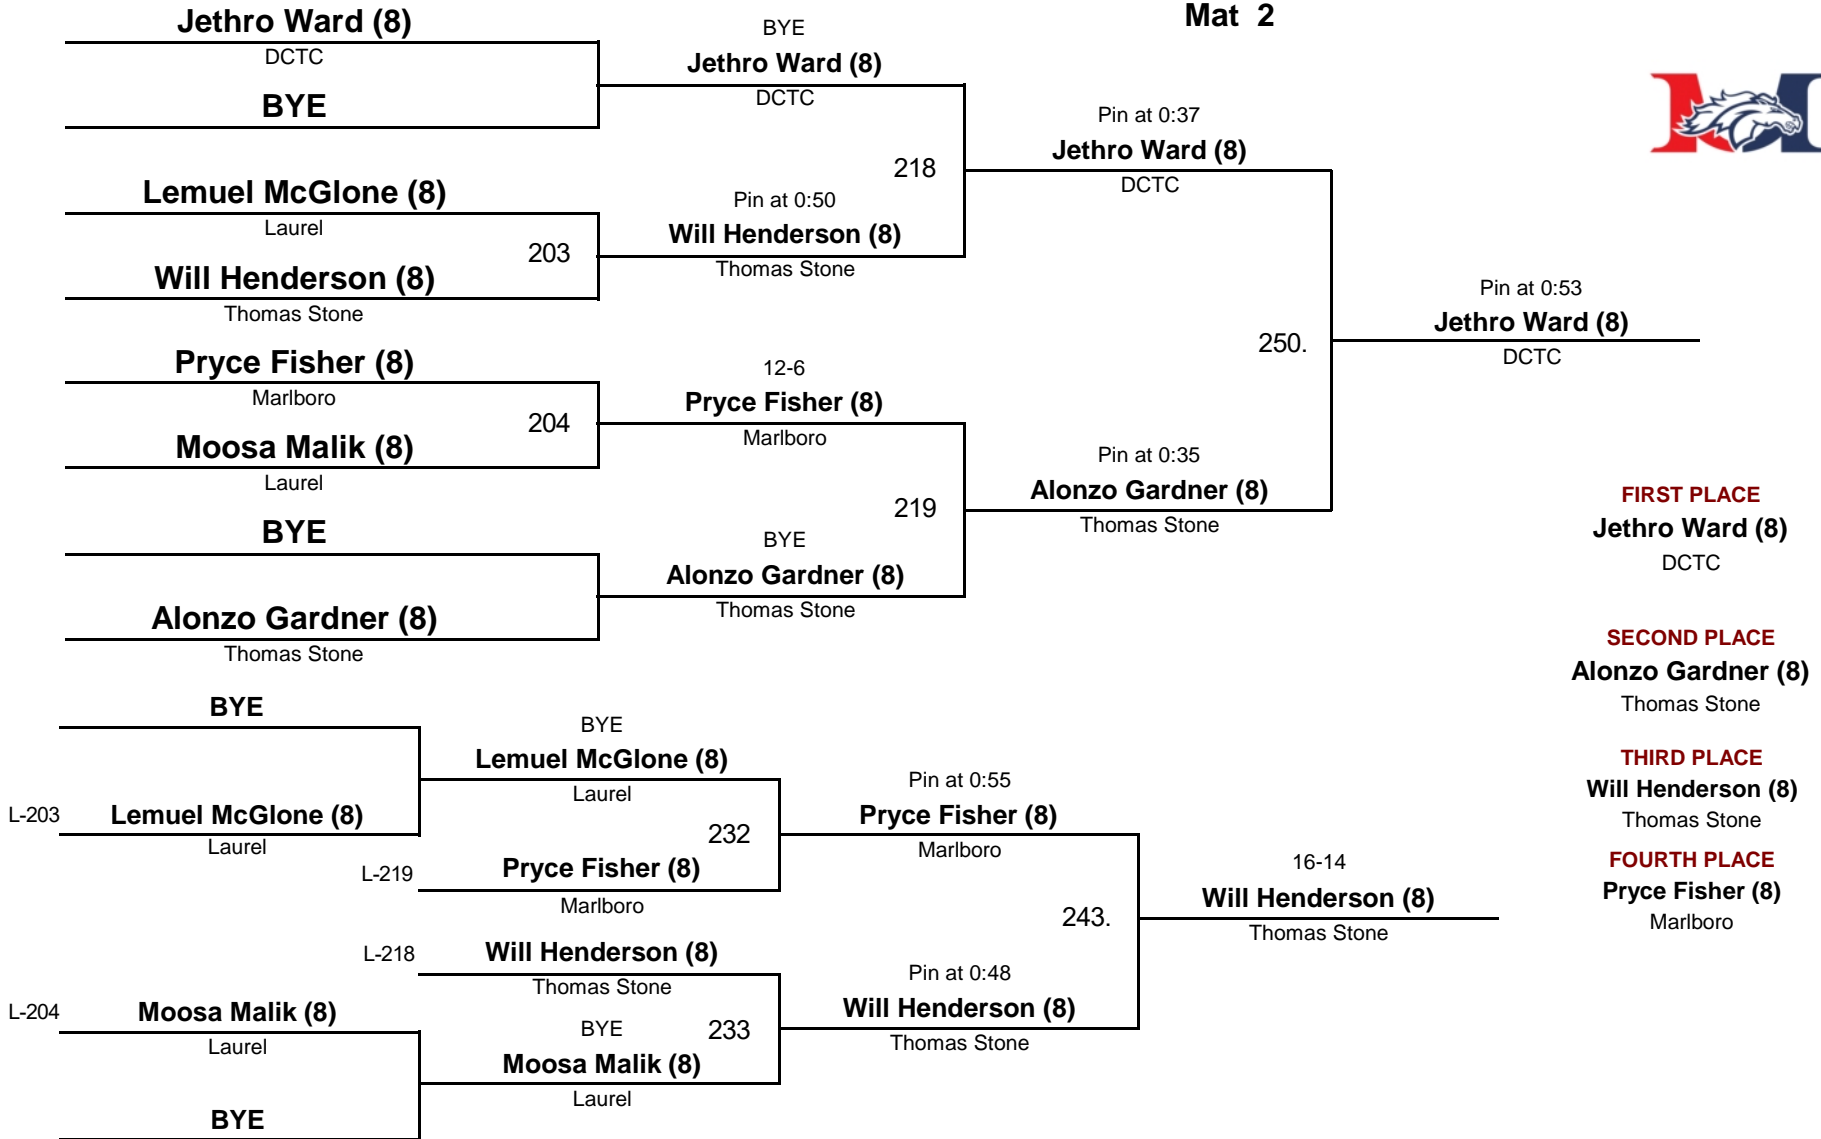 Mat 2
Jethro Ward (8)
DCTC
BYE
Lemuel McGlone (8)
Laurel
203
Will Henderson (8)
Thomas Stone
Pryce Fisher (8)
Marlboro
204
Moosa Malik (8)
Laurel
BYE
Alonzo Gardner (8)
Thomas Stone
BYE
Jethro Ward (8)
DCTC
218
Pin at 0:50
Will Henderson (8)
Thomas Stone
12-6
Pryce Fisher (8)
Marlboro
219
BYE
Alonzo Gardner (8)
Thomas Stone
Pin at 0:37
Jethro Ward (8)
DCTC
250.
Pin at 0:35
Alonzo Gardner (8)
Thomas Stone
Pin at 0:53
Jethro Ward (8)
DCTC
BYE
L-203
Lemuel McGlone (8)
Laurel
L-204
Moosa Malik (8)
Laurel
BYE
BYE
Lemuel McGlone (8)
Laurel
232
L-219
Pryce Fisher (8)
Marlboro
L-218
Will Henderson (8)
Thomas Stone
233
BYE
Moosa Malik (8)
Laurel
Pin at 0:55
Pryce Fisher (8)
Marlboro
243.
Pin at 0:48
Will Henderson (8)
Thomas Stone
16-14
Will Henderson (8)
Thomas Stone
FIRST PLACE
Jethro Ward (8)
DCTC
SECOND PLACE
Alonzo Gardner (8)
Thomas Stone
THIRD PLACE
Will Henderson (8)
Thomas Stone
FOURTH PLACE
Pryce Fisher (8)
Marlboro